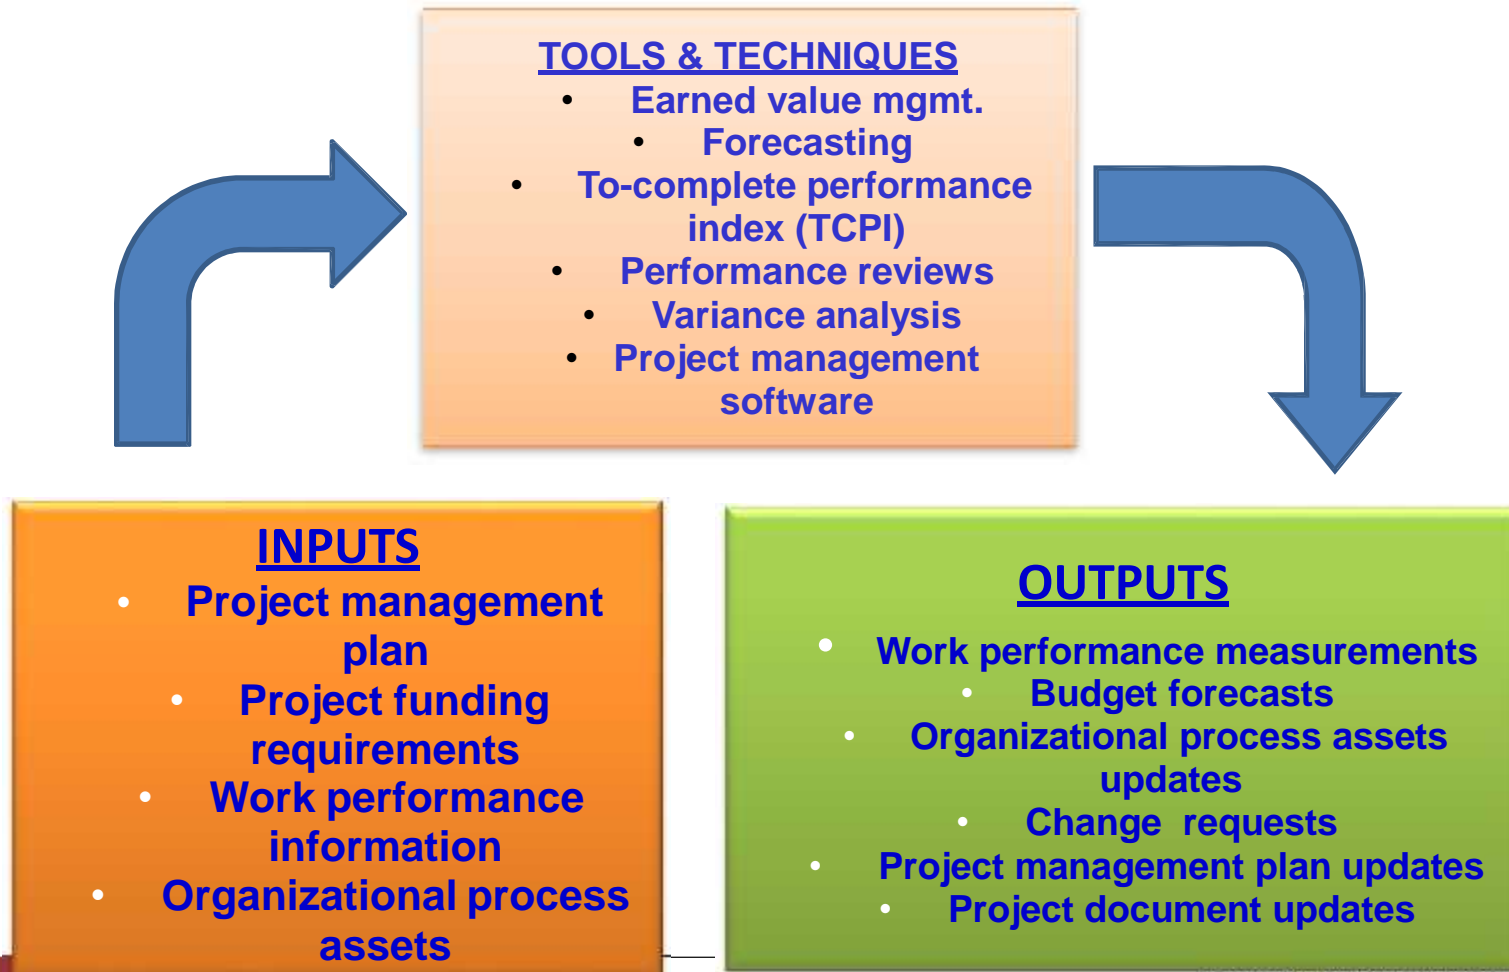 TOOLS & TECHNIQUES
• Earned value mgmt.
• Forecasting
• To-complete performance
index (TCPI)
• Performance reviews
• Variance analysis
• Project management
software
INPUTS
• Project management
plan
• Project funding
requirements
• Work performance
information
• Organizational process
assets
OUTPUTS
• Work performance measurements
• Budget forecasts
• Organizational process assets
updates
• Change  requests
• Project management plan updates
• Project document updates